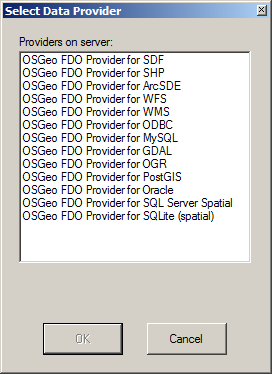 Select Data Provider
Providers on server:
OSGeo FDO Provider for SDF
OSGeo FDO Provider for SHP
OSGeo FDO Provider for ArcSDE
OSGeo FDO Provider for WFS
OSGeo FDO Provider for WMS
OSGeo FDO Provider for ODBC
OSGeo FDO Provider for MySQL
OSGeo FDO Provider for GDAL
OSGeo FDO Provider for OGR
OSGeo FDO Provider for PostGIS
OSGeo FDO Provider for Oracle
OSGeo FDO Provider for SQL Server Spatial
OSGeo FDO Provider for SQLite (spatial)
OK Cancel